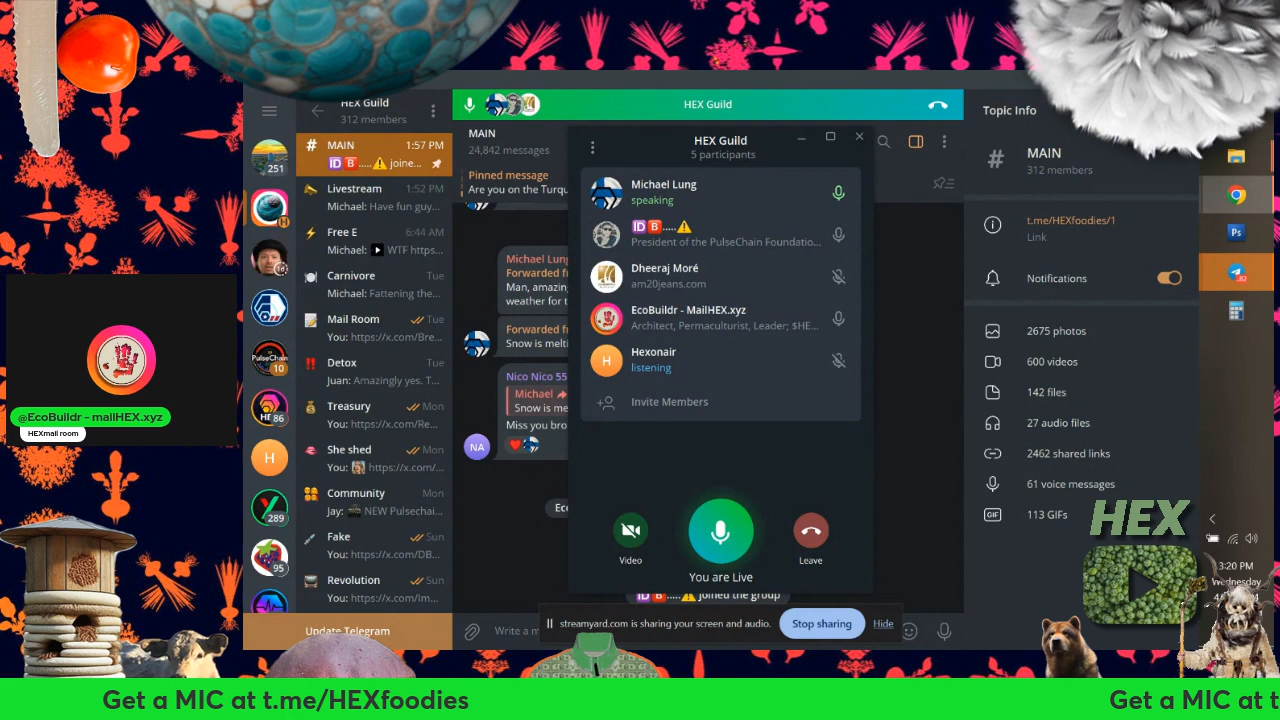 HEX Guild
312 members
251
10
86
H
289
95
# MAIN 1:57 PM
ID B.....⚠ joine...
Livestream 1:52 PM
Michael: Have fun guy...
Free E 6:44 AM
Michael: WTF https...
Carnivore Tue
Michael: Fattening the...
Mail Room Tue
You: https://x.com/Bre...
Detox Tue
Juan: Amazingly yes. T...
Treasury Mon
You: https://x.com/Re...
She shed Mon
You: https://x.com/...
Community Mon
Jay: NEW Pulsechai...
Fake Sun
You: https://x.com/DB...
Revolution Sun
You: https://x.com/Im...
Update Telegram
HEX Guild
MAIN
24,842 messages
Pinned message
Are you on the Turqu
Michael Lung
Forwarded fr
Man, amazin
weather for t
Forwarded fr
Snow is melti
Nico Nico 55
Michael
Snow is me
Miss you bro
NA
Eco
ID B.....⚠ joined the group
Write a m
HEX Guild
5 participants
Michael Lung
speaking
ID B.....⚠
President of the PulseChain Foundatio...
Dheeraj Moré
am20jeans.com
EcoBuildr - MailHEX.xyz
Architect, Permaculturist, Leader; $HE...
H
Hexonair
listening
Invite Members
Video
You are Live
Leave
streamyard.com is sharing your screen and audio.
Stop sharing
Hide
Topic Info
# MAIN
312 members
t.me/HEXfoodies/1
Link
Notifications
2675 photos
600 videos
142 files
27 audio files
2462 shared links
61 voice messages
GIF 113 GIFs
Ps
3:20 PM
Wednesday
HEX
@EcoBuildr - mailHEX.xyz
HEXmail room
Get a MIC at t.me/HEXfoodies
Get a MIC at t